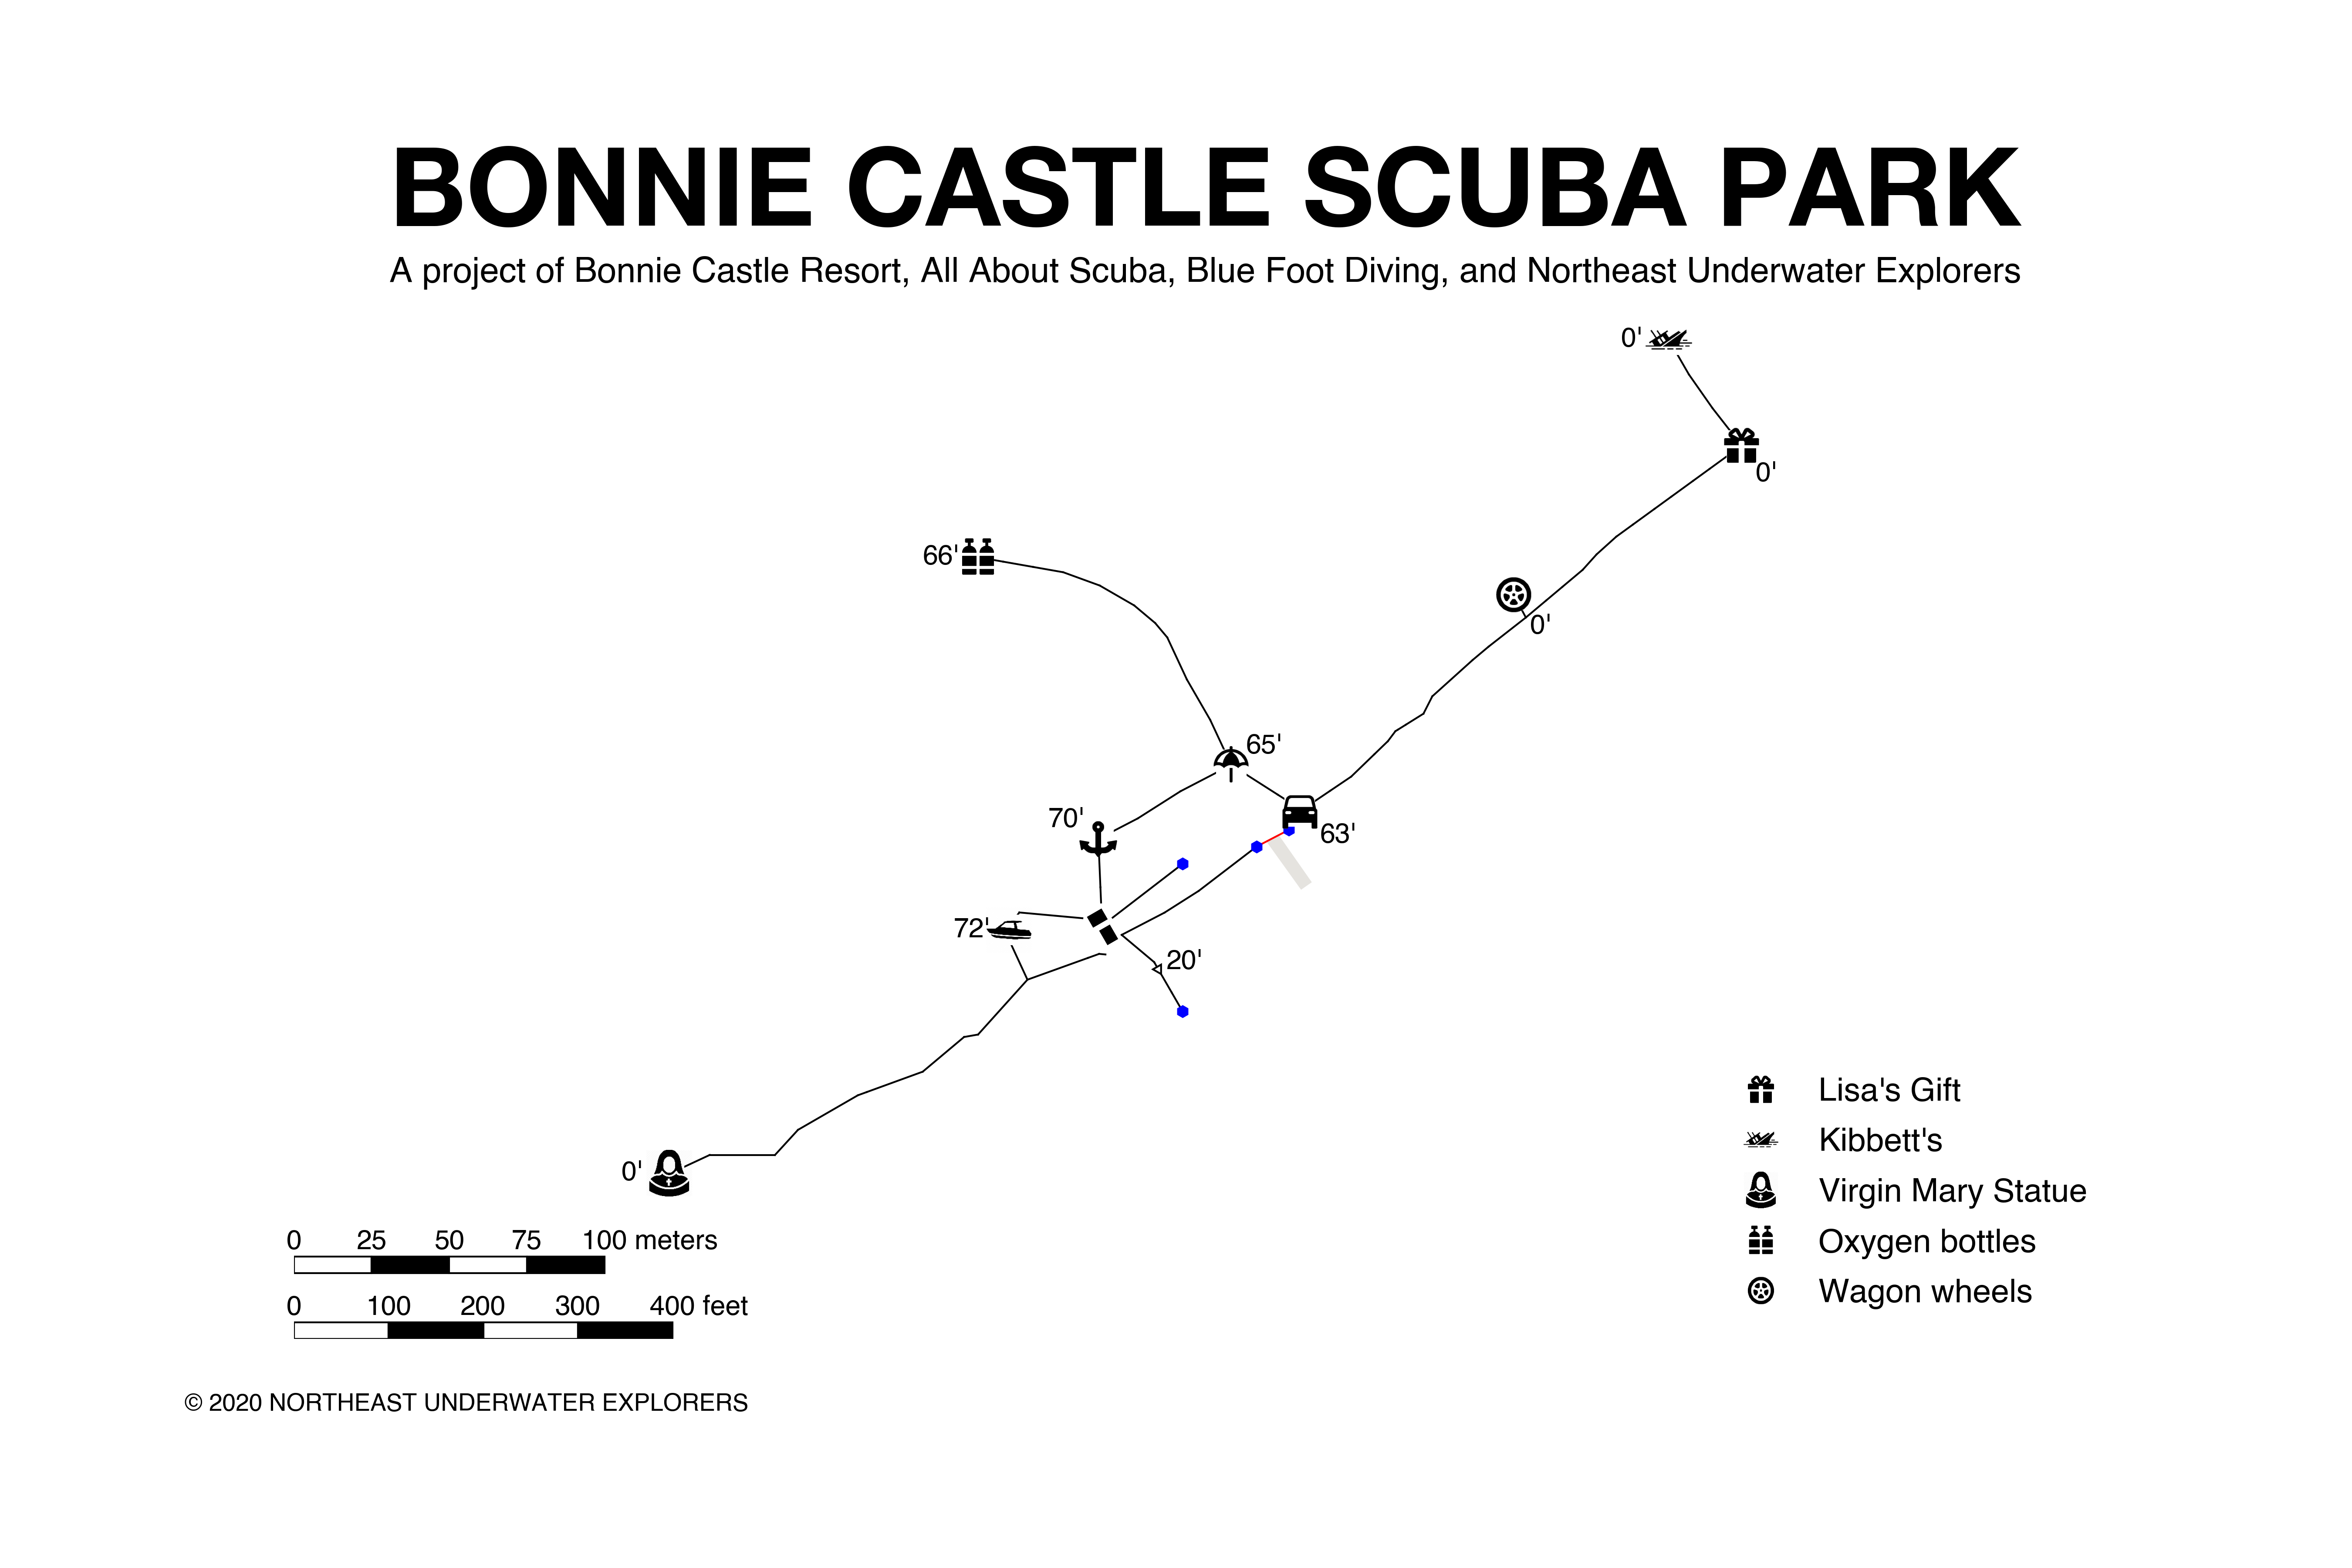 BONNIE CASTLE SCUBA PARK
A project of Bonnie Castle Resort, All About Scuba, Blue Foot Diving, and Northeast Underwater Explorers
0'
0'
66'
0'
65'
70'
63'
72'
20'
0'
Lisa's Gift
Kibbett's
Virgin Mary Statue
Oxygen bottles
Wagon wheels
0 25 50 75 100 meters
0 100 200 300 400 feet
© 2020 NORTHEAST UNDERWATER EXPLORERS